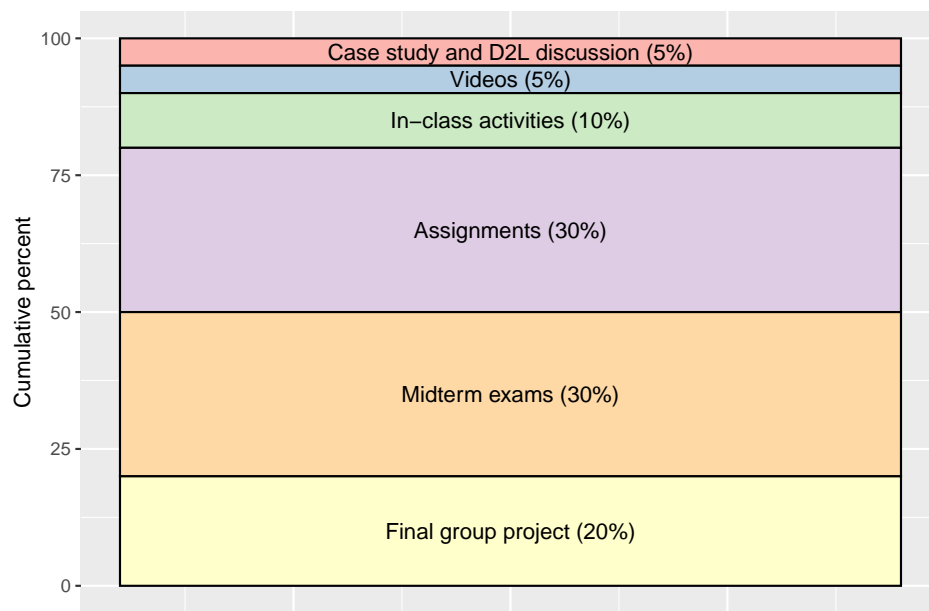 100
Case study and D2L discussion (5%)
Videos (5%)
In−class activities (10%)
75
Assignments (30%)
Cumulative percent
50
Midterm exams (30%)
25
Final group project (20%)
0